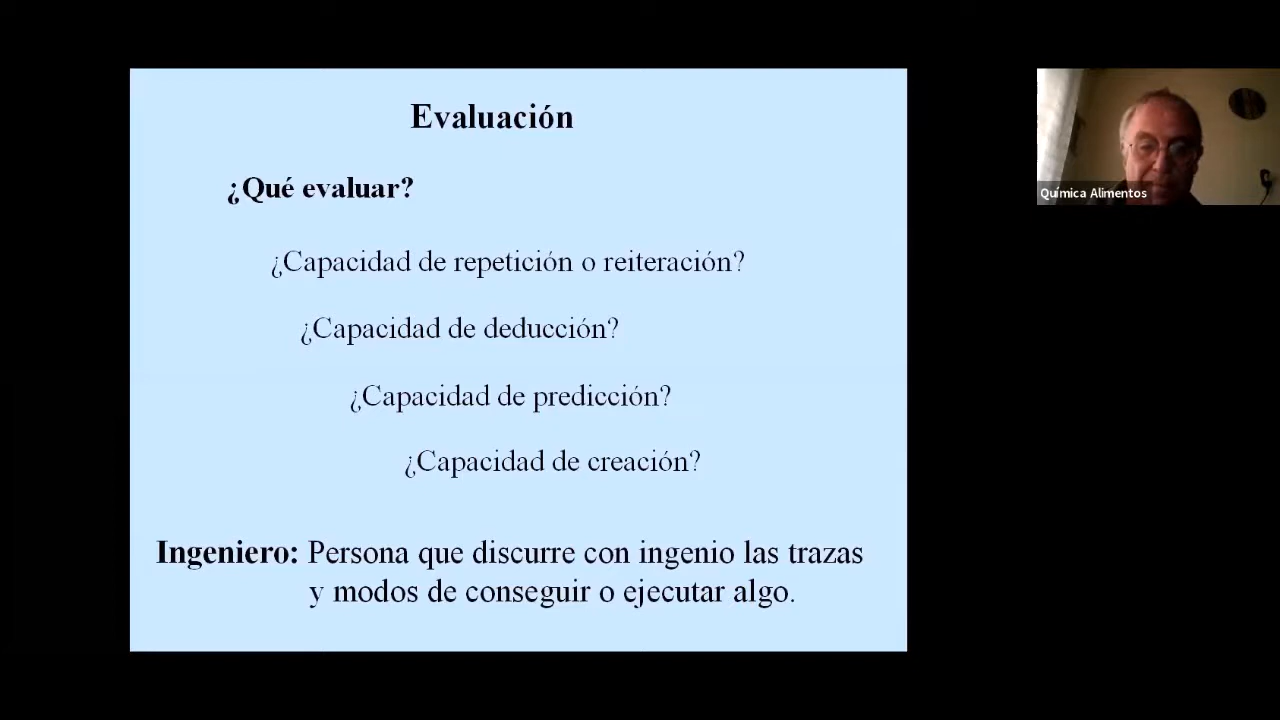 Evaluación
¿Qué evaluar?
¿Capacidad de repetición o reiteración?
¿Capacidad de deducción?
¿Capacidad de predicción?
¿Capacidad de creación?
Ingeniero: Persona que discurre con ingenio las trazas
y modos de conseguir o ejecutar algo.
Química Alimentos